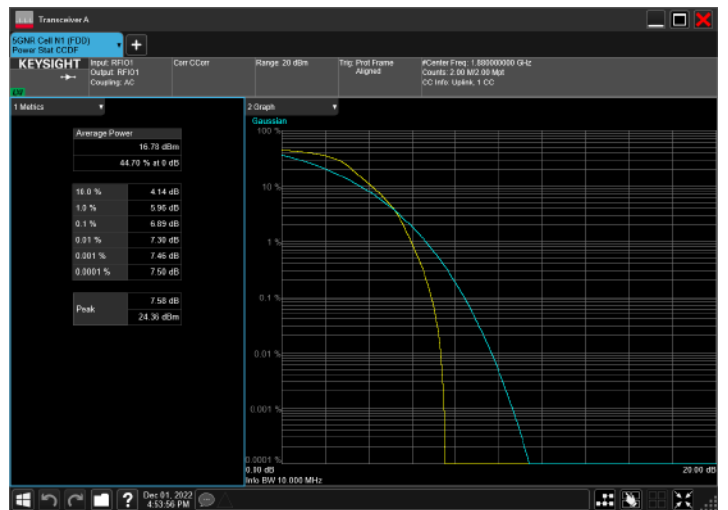 Transceiver A
5GNR Cell N1 (FDD)
Power Stat CCDF
KEYSIGHT
Input: RFIO1
Output: RFIO1
Coupling: AC
Corr CCorr
Range: 20 dBm
Trig: Prot Frame
Aligned
#Center Freq: 1.880000000 GHz
Counts: 2.00 M/2.00 Mpt
CC Info: Uplink, 1 CC
1 Metrics
Average Power
16.78 dBm
44.70 % at 0 dB
10.0 % 4.14 dB
1.0 % 5.96 dB
0.1 % 6.89 dB
0.01 % 7.30 dB
0.001 % 7.46 dB
0.0001 % 7.50 dB
Peak
7.58 dB
24.36 dBm
2 Graph
Gaussian
100 %
10 %
1 %
0.1 %
0.01 %
0.001 %
0.0001 %
0.00 dB
20.00 dB
Info BW 10.000 MHz
?
Dec 01, 2022
4:53:56 PM